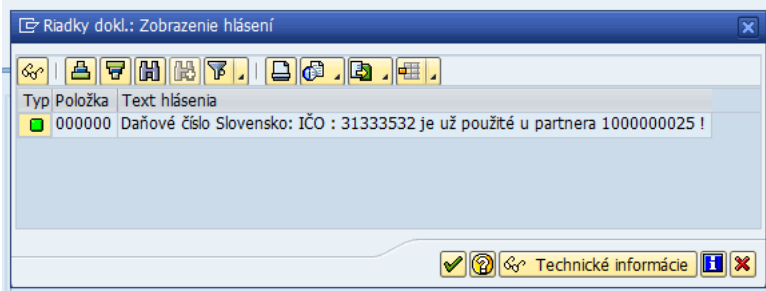 Riadky dokl.: Zobrazenie hlásení
Typ Položka Text hlásenia
000000 Daňové číslo Slovensko: IČO : 31333532 je už použité u partnera 1000000025 !
Technické informácie